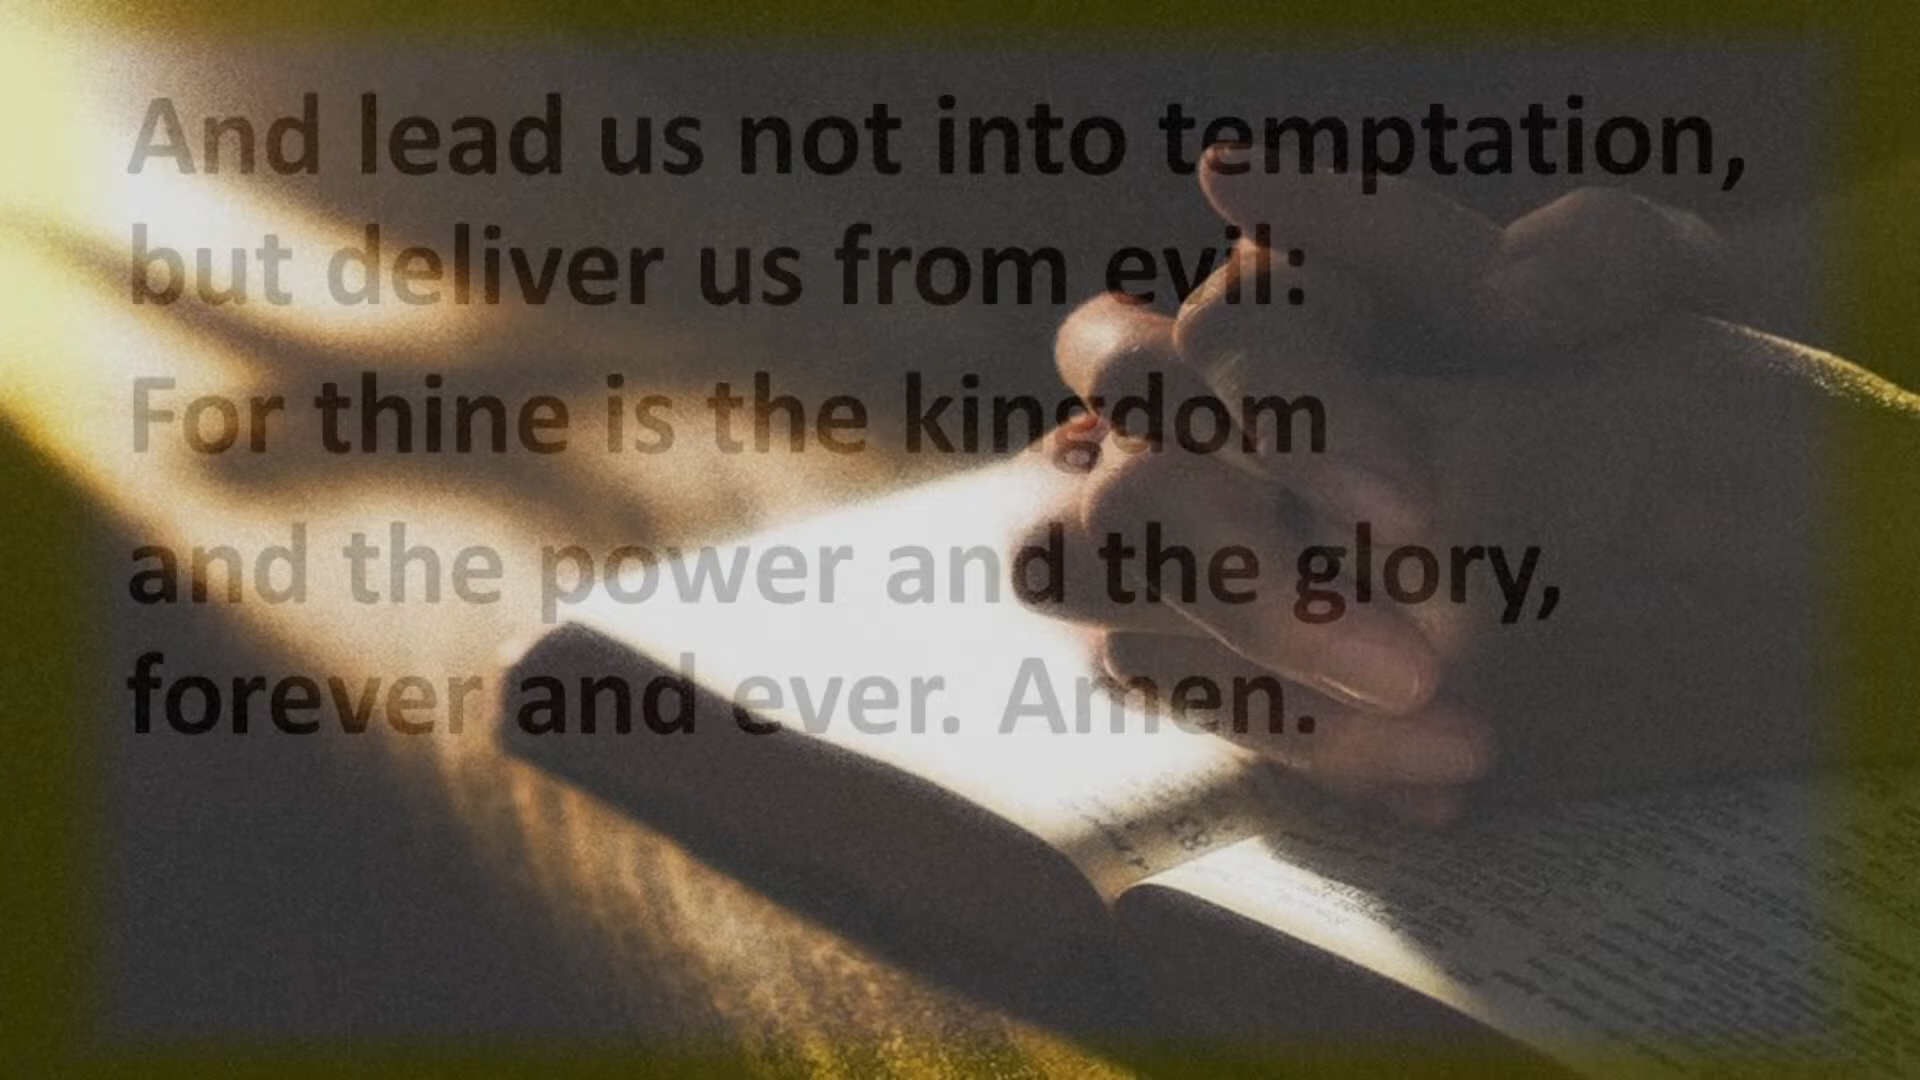 And lead us not into temptation,
but deliver us from evil:
For thine is the kingdom
and the power and the glory,
forever and ever. Amen.